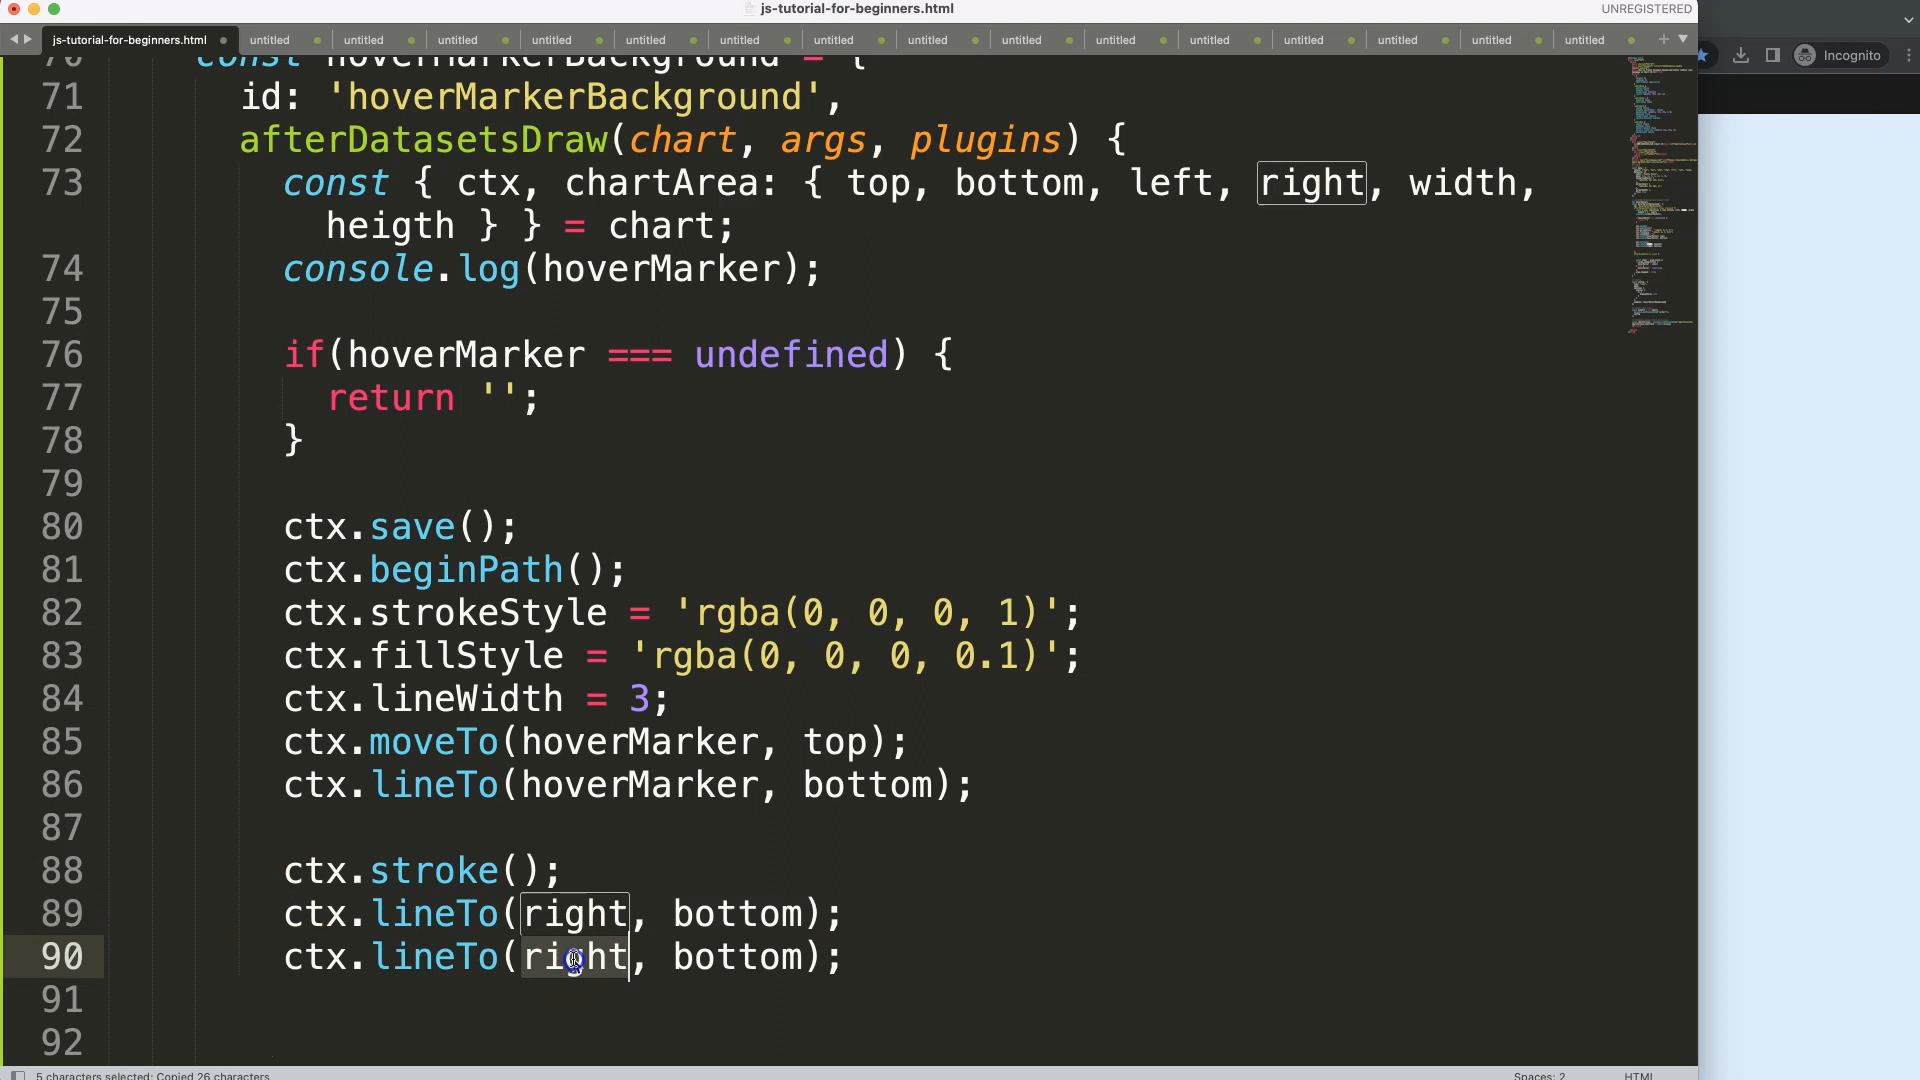 js-tutorial-for-beginners.html
UNREGISTERED
js-tutorial-for-beginners.html untitled untitled untitled untitled untitled untitled untitled untitled untitled untitled untitled untitled untitled untitled untitled
Incognito
70 const hoverMarkerBackground = {
71 id: 'hoverMarkerBackground',
72 afterDatasetsDraw(chart, args, plugins) {
73 const { ctx, chartArea: { top, bottom, left, right, width,
heigth } } = chart;
74 console.log(hoverMarker);
75
76 if(hoverMarker === undefined) {
77 return '';
78 }
79
80 ctx.save();
81 ctx.beginPath();
82 ctx.strokeStyle = 'rgba(0, 0, 0, 1)';
83 ctx.fillStyle = 'rgba(0, 0, 0, 0.1)';
84 ctx.lineWidth = 3;
85 ctx.moveTo(hoverMarker, top);
86 ctx.lineTo(hoverMarker, bottom);
87
88 ctx.stroke();
89 ctx.lineTo(right, bottom);
90 ctx.lineTo(right, bottom);
91
92
5 characters selected: Copied 26 characters
Spaces: 2
HTML